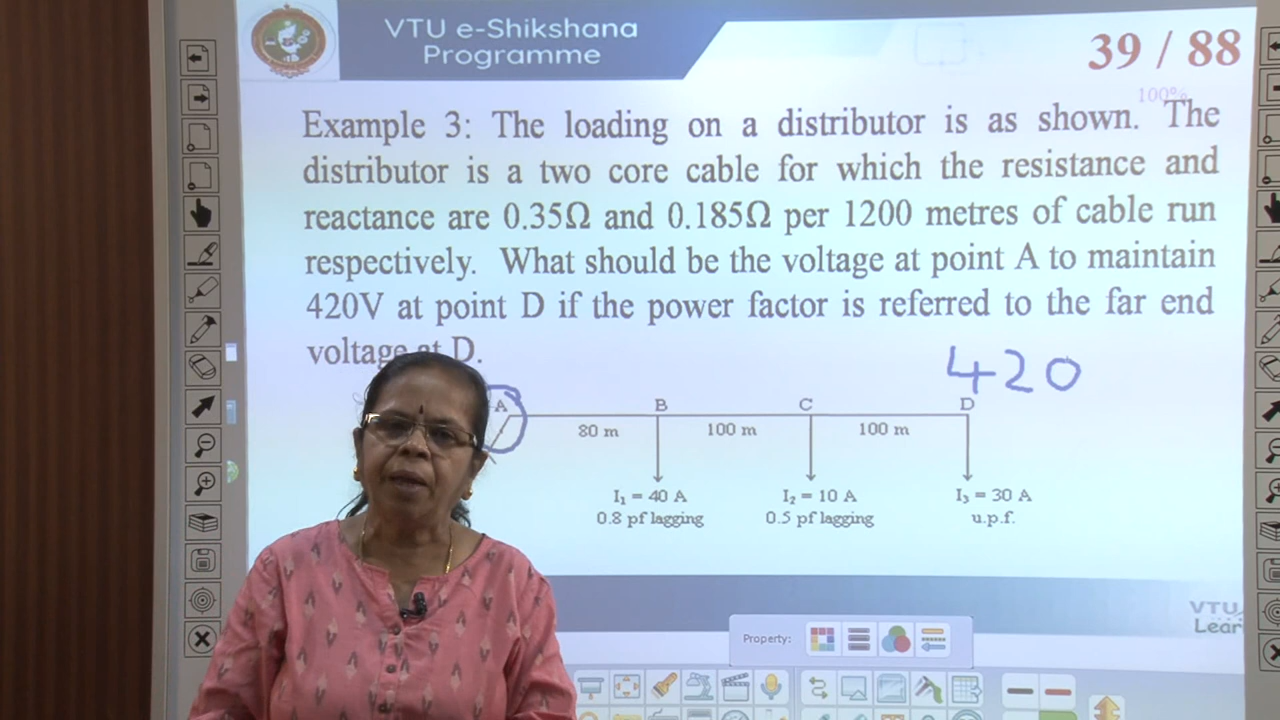 VTU e-Shikshana
Programme
39 / 88
100%
Example 3: The loading on a distributor is as shown. The
distributor is a two core cable for which the resistance and
reactance are 0.35Ω and 0.185Ω per 1200 metres of cable run
respectively. What should be the voltage at point A to maintain
420V at point D if the power factor is referred to the far end
voltage at D.
420
A B C D
80 m 100 m 100 m
I₁ = 40 A I₂ = 10 A I₃ = 30 A
0.8 pf lagging 0.5 pf lagging u.p.f.
VTU
Property: